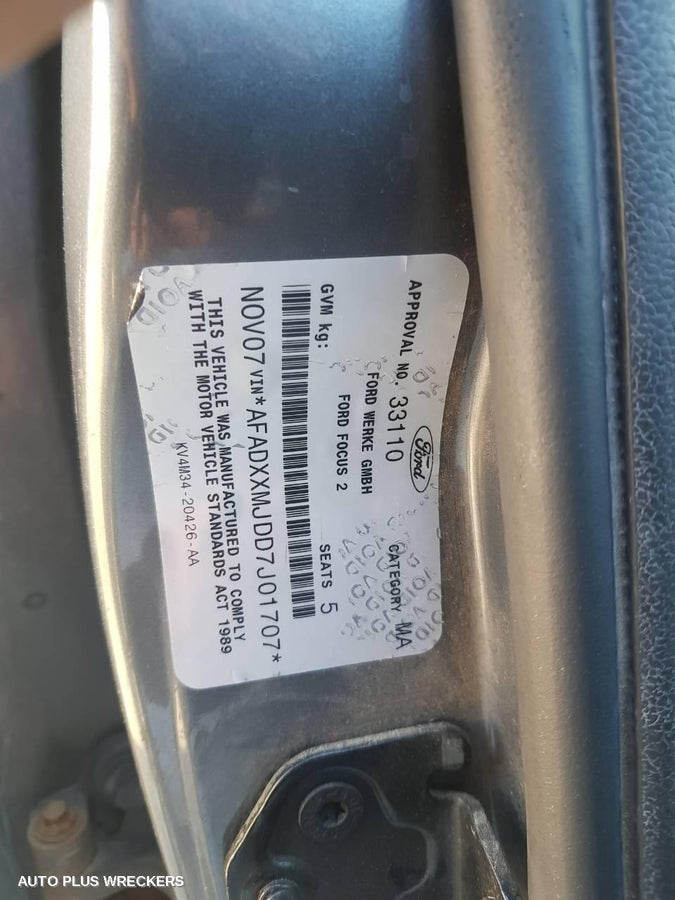 Ford
APPROVAL NO. 33110
CATEGORY MA
FORD WERKE GMBH
FORD FOCUS 2
GVM kg:
SEATS 5
NOV07 VIN*AFADXXMJDD7J01707*
THIS VEHICLE WAS MANUFACTURED TO COMPLY
WITH THE MOTOR VEHICLE STANDARDS ACT 1989
KV4M34-20426-AA
AUTO PLUS WRECKERS